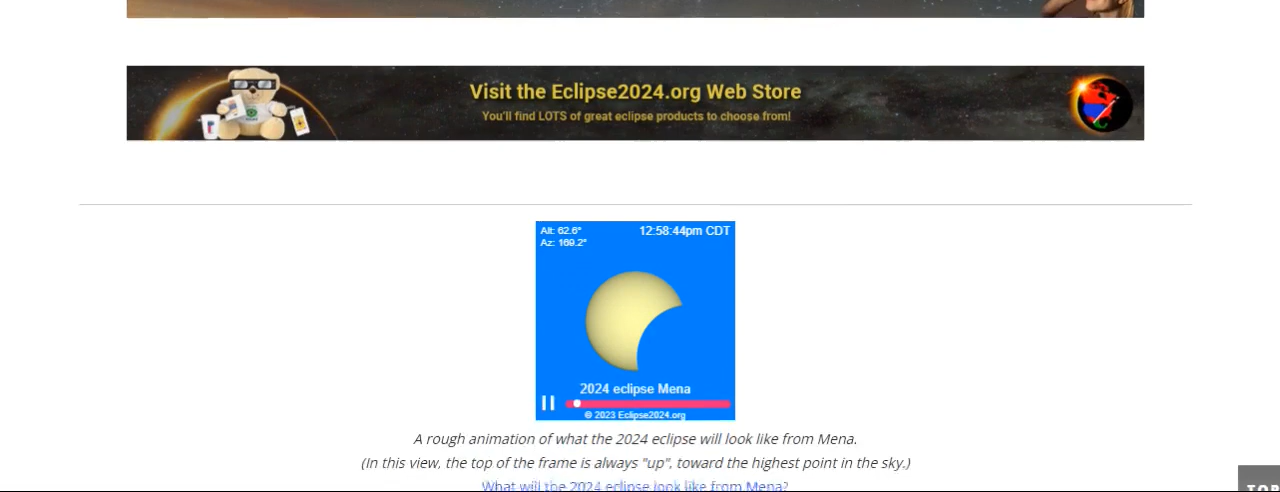 Visit the Eclipse2024.org Web Store
You'll find LOTS of great eclipse products to choose from!
Alt: 62.6° 12:58:44pm CDT
Az: 169.2°
2024 eclipse Mena
© 2023 Eclipse2024.org
A rough animation of what the 2024 eclipse will look like from Mena.
(In this view, the top of the frame is always "up", toward the highest point in the sky.)
What will the 2024 eclipse look like from Mena?
TOP